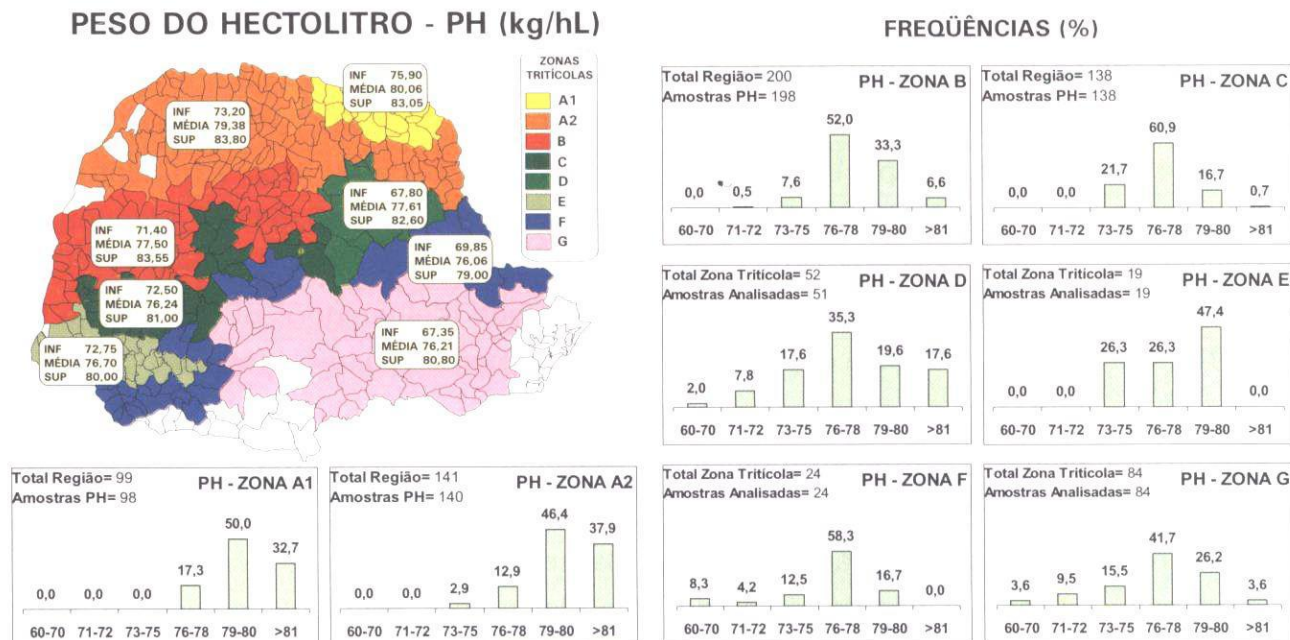 PESO DO HECTOLITRO - PH (kg/hL)
FREQÜÊNCIAS (%)
ZONAS
TRITÍCOLAS
A1
A2
B
C
D
E
F
G
INF 75,90
MÉDIA 80,06
SUP 83,05
INF 73,20
MÉDIA 79,38
SUP 83,80
INF 67,80
MÉDIA 77,61
SUP 82,60
INF 71,40
MÉDIA 77,50
SUP 83,55
INF 69,85
MÉDIA 76,06
SUP 79,00
INF 72,50
MÉDIA 76,24
SUP 81,00
INF 67,35
MÉDIA 76,21
SUP 80,80
INF 72,75
MÉDIA 76,70
SUP 80,00
Total Região= 200 PH - ZONA B
Amostras PH= 198
0,0 0,5 7,6 52,0 33,3 6,6
60-70 71-72 73-75 76-78 79-80 >81
Total Região= 138 PH - ZONA C
Amostras PH= 138
0,0 0,0 21,7 60,9 16,7 0,7
60-70 71-72 73-75 76-78 79-80 >81
Total Zona Tritícola= 52 PH - ZONA D
Amostras Analisadas= 51
2,0 7,8 17,6 35,3 19,6 17,6
60-70 71-72 73-75 76-78 79-80 >81
Total Zona Tritícola= 19 PH - ZONA E
Amostras Analisadas= 19
0,0 0,0 26,3 26,3 47,4 0,0
60-70 71-72 73-75 76-78 79-80 >81
Total Região= 99 PH - ZONA A1
Amostras PH= 98
0,0 0,0 0,0 17,3 50,0 32,7
60-70 71-72 73-75 76-78 79-80 >81
Total Região= 141 PH - ZONA A2
Amostras PH= 140
0,0 0,0 2,9 12,9 46,4 37,9
60-70 71-72 73-75 76-78 79-80 >81
Total Zona Tritícola= 24 PH - ZONA F
Amostras Analisadas= 24
8,3 4,2 12,5 58,3 16,7 0,0
60-70 71-72 73-75 76-78 79-80 >81
Total Zona Tritícola= 84 PH - ZONA G
Amostras Analisadas= 84
3,6 9,5 15,5 41,7 26,2 3,6
60-70 71-72 73-75 76-78 79-80 >81